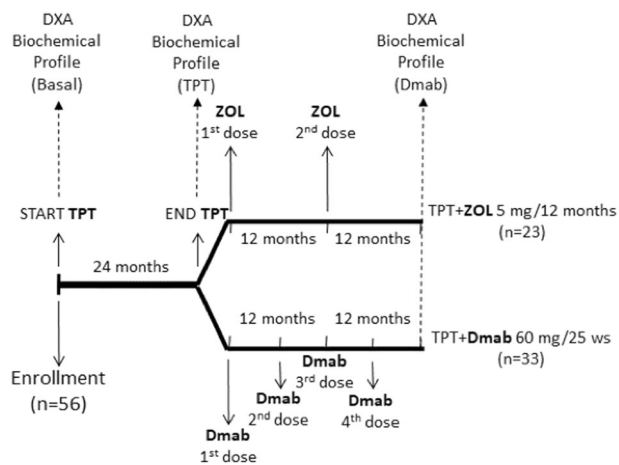 DXA
Biochemical
Profile
(Basal)
DXA
Biochemical
Profile
(TPT)
DXA
Biochemical
Profile
(Dmab)
ZOL
1st dose
ZOL
2nd dose
START TPT
END TPT
TPT+ZOL 5 mg/12 months
(n=23)
12 months
12 months
24 months
12 months
12 months
TPT+Dmab 60 mg/25 ws
(n=33)
Enrollment
(n=56)
Dmab
3rd dose
Dmab
2nd dose
Dmab
4th dose
Dmab
1st dose